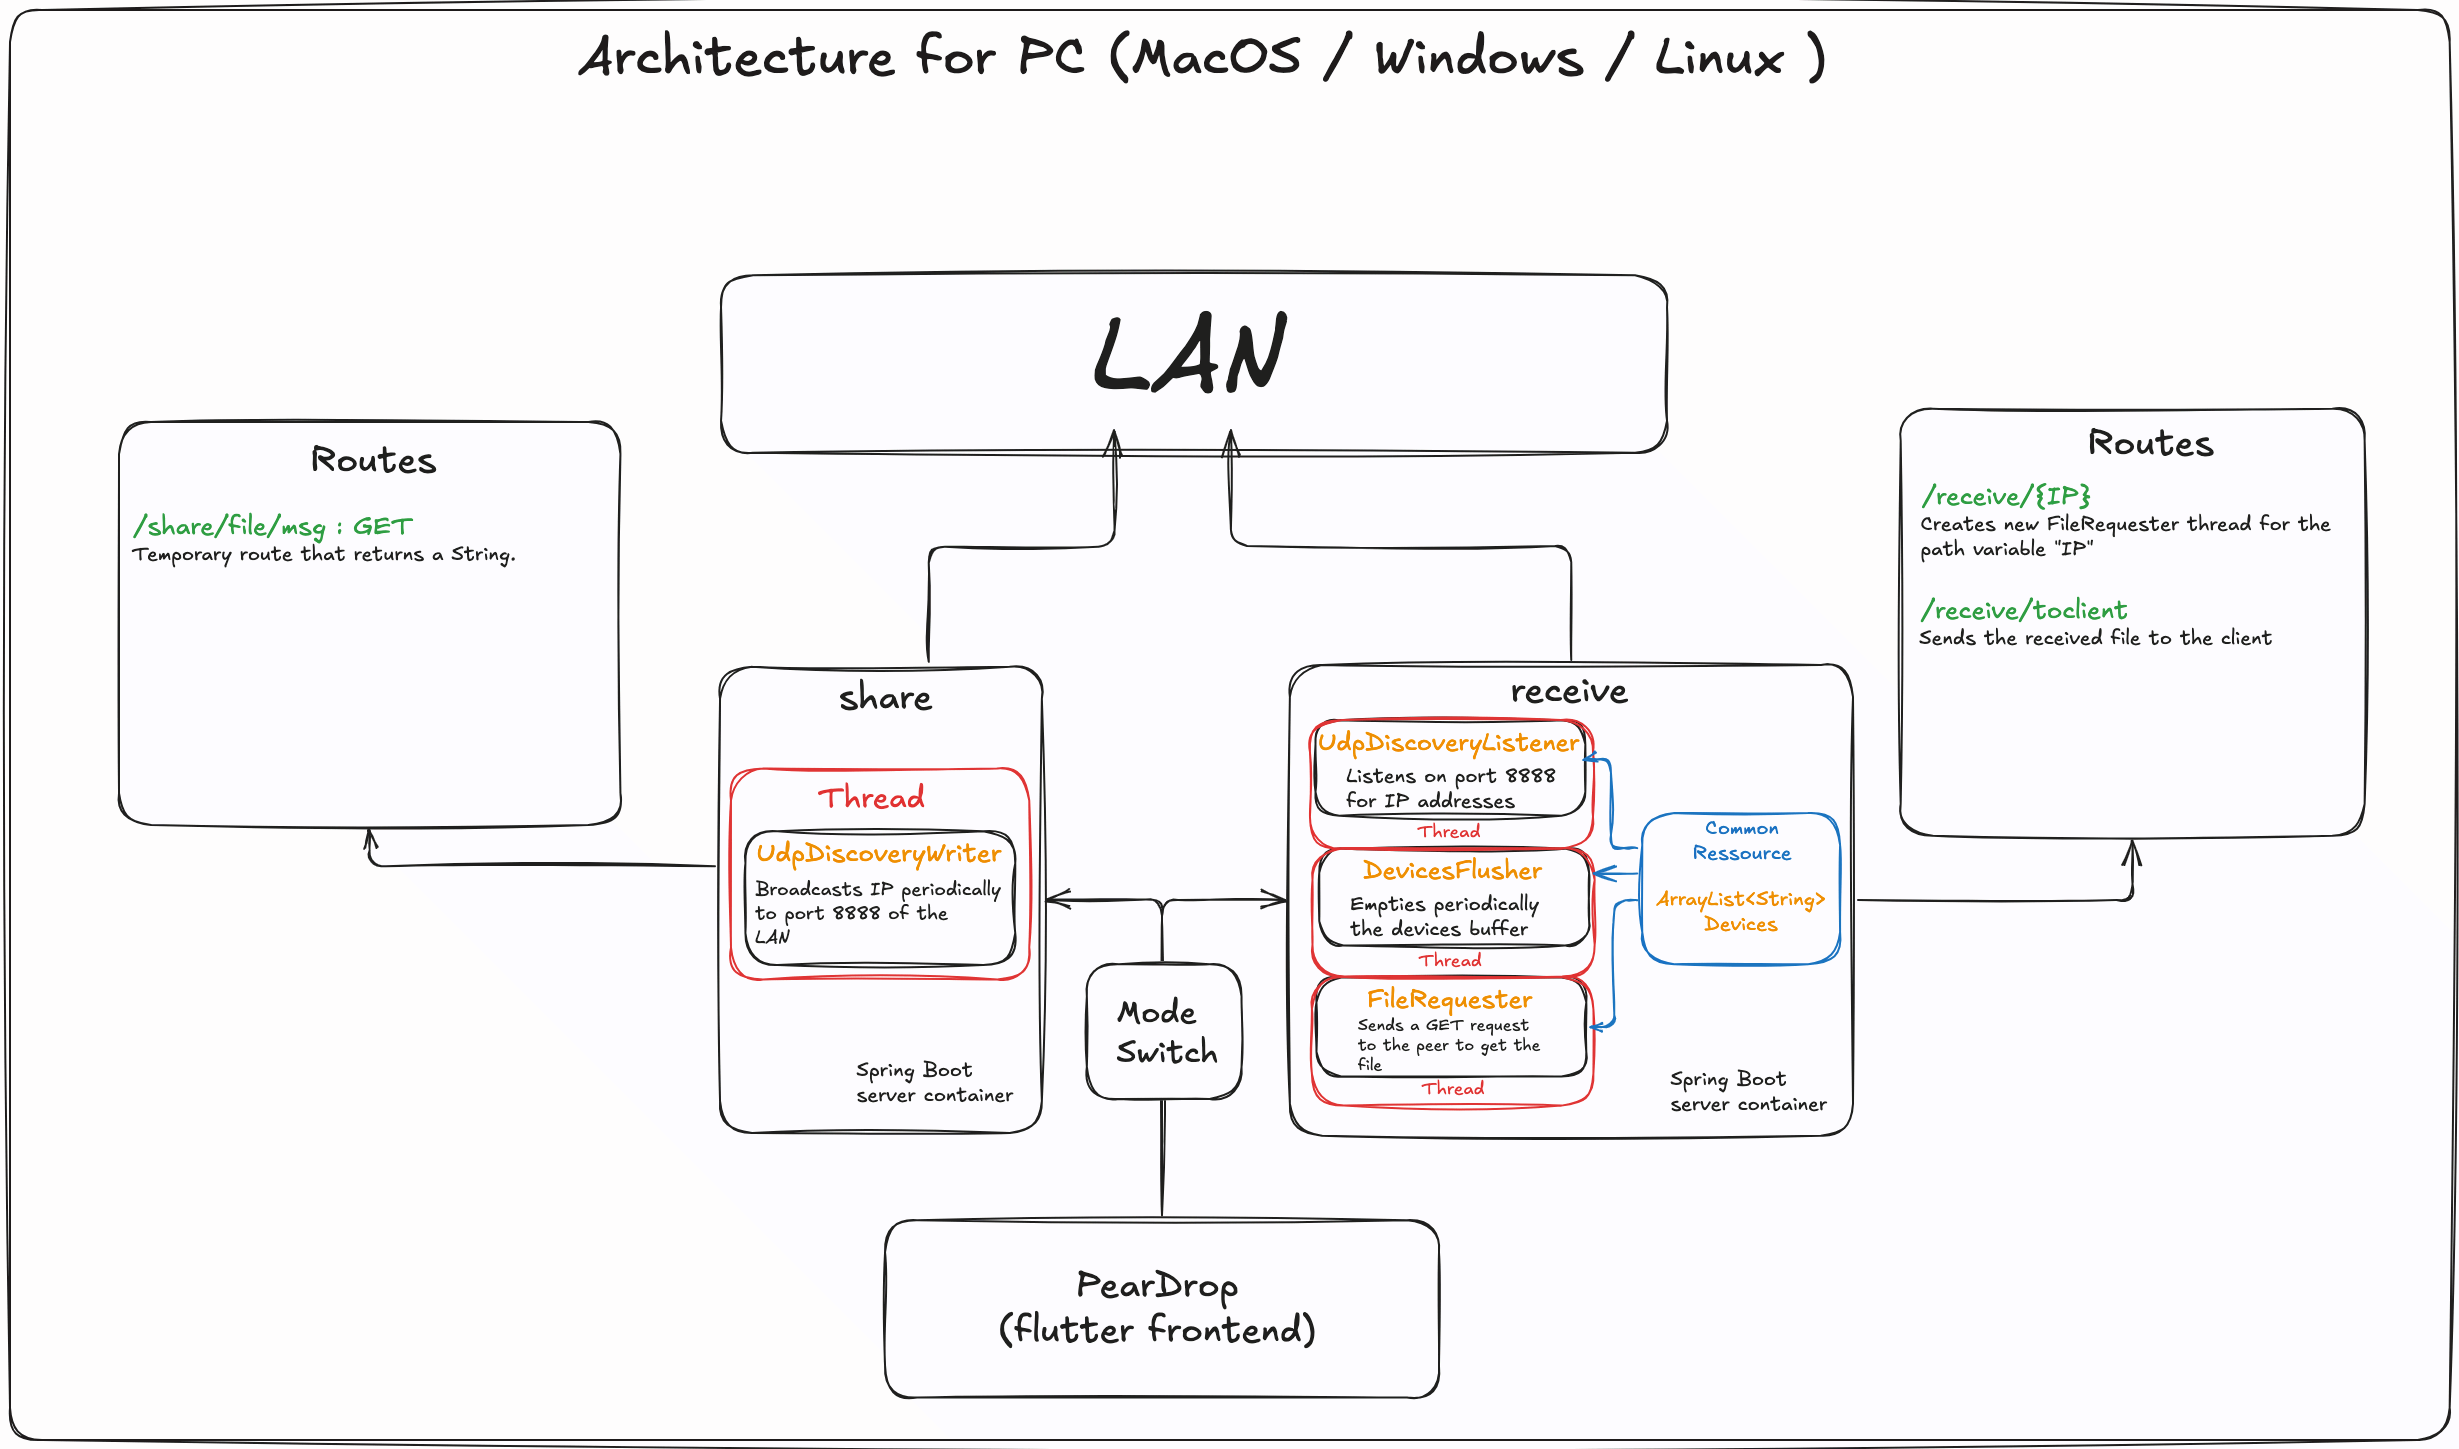 Architecture for PC (MacOS / Windows / Linux )
LAN
Routes
/share/file/msg : GET
Temporary route that returns a String.
Routes
/receive/{IP}
Creates new FileRequester thread for the
path variable "IP"
/receive/toclient
Sends the received file to the client
share
Thread
UdpDiscoveryWriter
Broadcasts IP periodically
to port 8888 of the
LAN
Spring Boot
server container
Mode
Switch
receive
UdpDiscoveryListener
Listens on port 8888
for IP addresses
Thread
DevicesFlusher
Empties periodically
the devices buffer
Thread
FileRequester
Sends a GET request
to the peer to get the
file
Thread
Common
Ressource
ArrayList<String>
Devices
Spring Boot
server container
PearDrop
(flutter frontend)